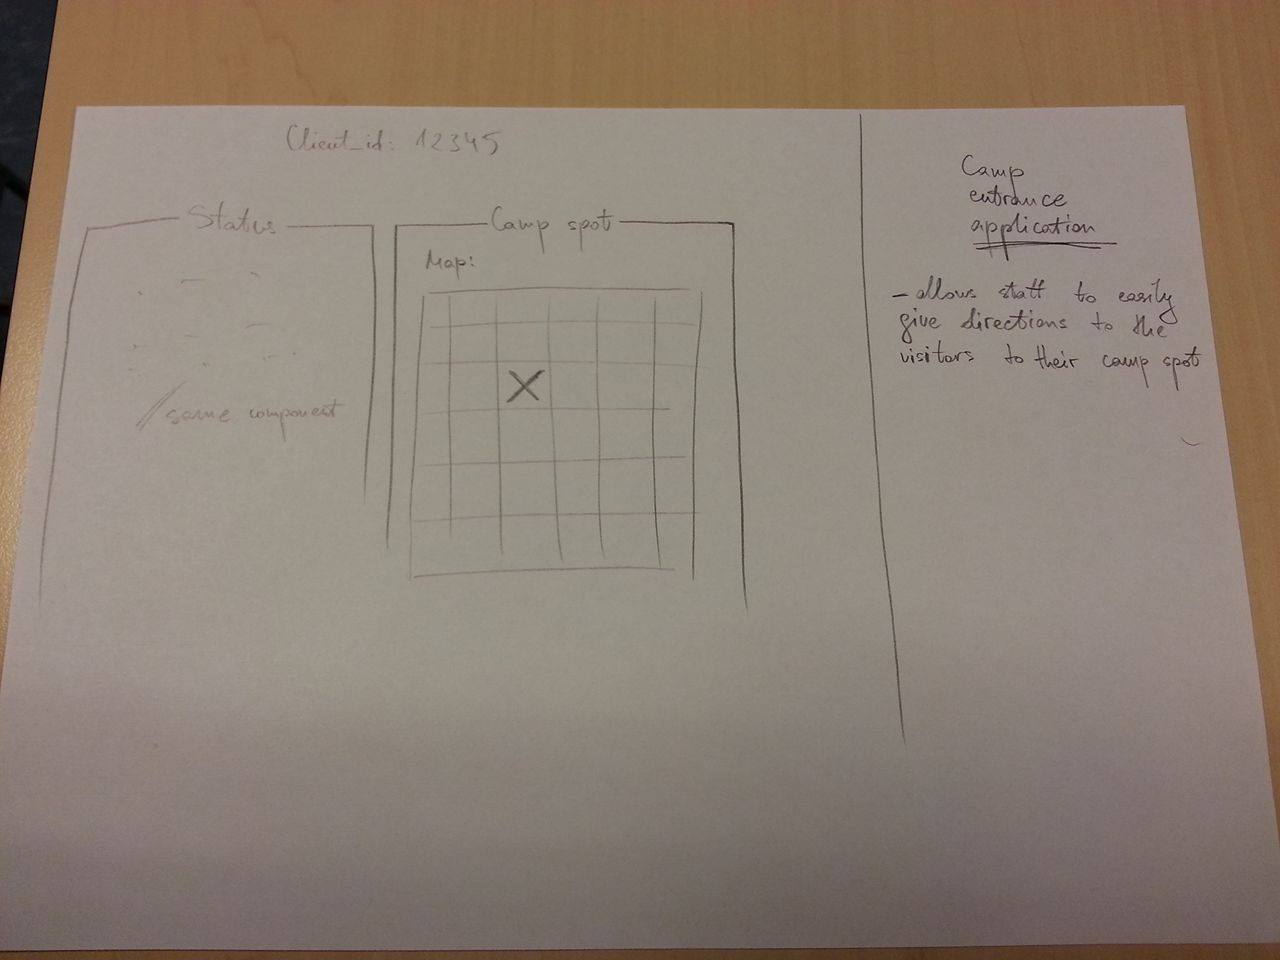 Client_id: 12345
Status
// same component
Camp spot
Map:
X
Camp
entrance
application
- allows staff to easily
give directions to the
visitors to their camp spot